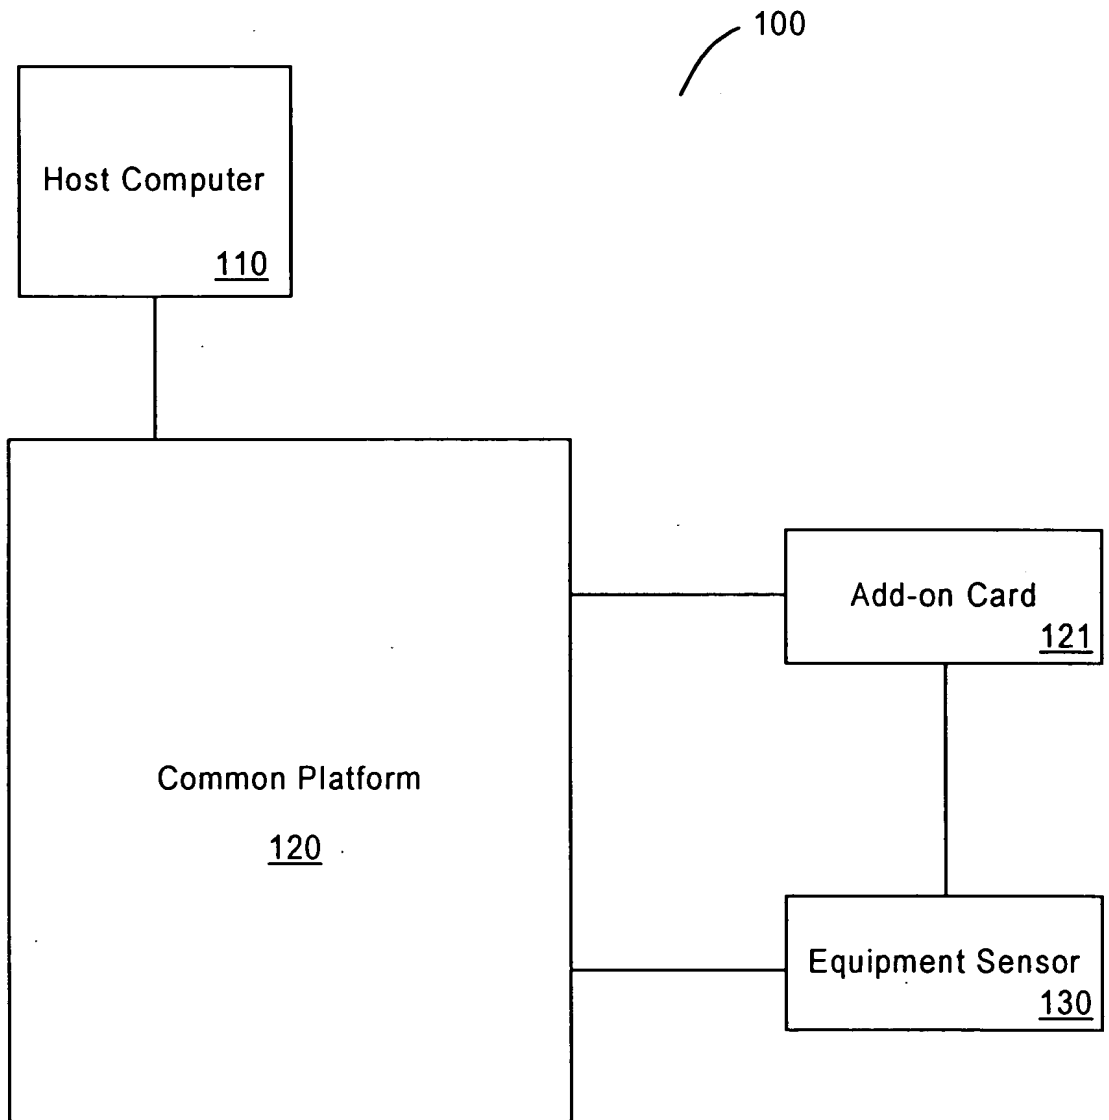 100
Host Computer
110
Add-on Card
121
Common Platform
120
Equipment Sensor
130